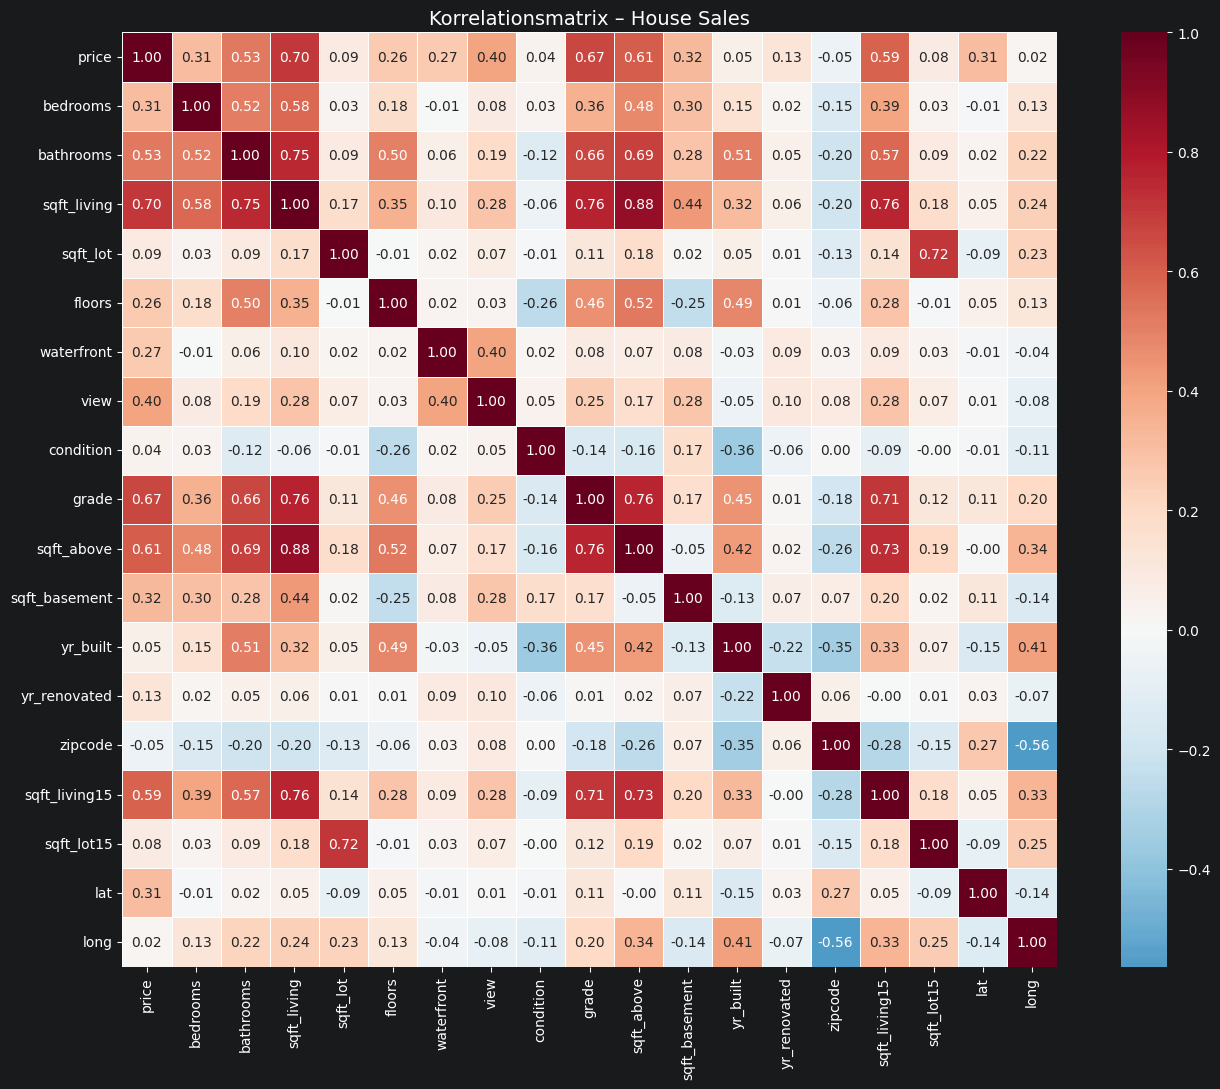 Korrelationsmatrix – House Sales
price 1.00 0.31 0.53 0.70 0.09 0.26 0.27 0.40 0.04 0.67 0.61 0.32 0.05 0.13 -0.05 0.59 0.08 0.31 0.02
bedrooms 0.31 1.00 0.52 0.58 0.03 0.18 -0.01 0.08 0.03 0.36 0.48 0.30 0.15 0.02 -0.15 0.39 0.03 -0.01 0.13
bathrooms 0.53 0.52 1.00 0.75 0.09 0.50 0.06 0.19 -0.12 0.66 0.69 0.28 0.51 0.05 -0.20 0.57 0.09 0.02 0.22
sqft_living 0.70 0.58 0.75 1.00 0.17 0.35 0.10 0.28 -0.06 0.76 0.88 0.44 0.32 0.06 -0.20 0.76 0.18 0.05 0.24
sqft_lot 0.09 0.03 0.09 0.17 1.00 -0.01 0.02 0.07 -0.01 0.11 0.18 0.02 0.05 0.01 -0.13 0.14 0.72 -0.09 0.23
floors 0.26 0.18 0.50 0.35 -0.01 1.00 0.02 0.03 -0.26 0.46 0.52 -0.25 0.49 0.01 -0.06 0.28 -0.01 0.05 0.13
waterfront 0.27 -0.01 0.06 0.10 0.02 0.02 1.00 0.40 0.02 0.08 0.07 0.08 -0.03 0.09 0.03 0.09 0.03 -0.01 -0.04
view 0.40 0.08 0.19 0.28 0.07 0.03 0.40 1.00 0.05 0.25 0.17 0.28 -0.05 0.10 0.08 0.28 0.07 0.01 -0.08
condition 0.04 0.03 -0.12 -0.06 -0.01 -0.26 0.02 0.05 1.00 -0.14 -0.16 0.17 -0.36 -0.06 0.00 -0.09 -0.00 -0.01 -0.11
grade 0.67 0.36 0.66 0.76 0.11 0.46 0.08 0.25 -0.14 1.00 0.76 0.17 0.45 0.01 -0.18 0.71 0.12 0.11 0.20
sqft_above 0.61 0.48 0.69 0.88 0.18 0.52 0.07 0.17 -0.16 0.76 1.00 -0.05 0.42 0.02 -0.26 0.73 0.19 -0.00 0.34
sqft_basement 0.32 0.30 0.28 0.44 0.02 -0.25 0.08 0.28 0.17 0.17 -0.05 1.00 -0.13 0.07 0.07 0.20 0.02 0.11 -0.14
yr_built 0.05 0.15 0.51 0.32 0.05 0.49 -0.03 -0.05 -0.36 0.45 0.42 -0.13 1.00 -0.22 -0.35 0.33 0.07 -0.15 0.41
yr_renovated 0.13 0.02 0.05 0.06 0.01 0.01 0.09 0.10 -0.06 0.01 0.02 0.07 -0.22 1.00 0.06 -0.00 0.01 0.03 -0.07
zipcode -0.05 -0.15 -0.20 -0.20 -0.13 -0.06 0.03 0.08 0.00 -0.18 -0.26 0.07 -0.35 0.06 1.00 -0.28 -0.15 0.27 -0.56
sqft_living15 0.59 0.39 0.57 0.76 0.14 0.28 0.09 0.28 -0.09 0.71 0.73 0.20 0.33 -0.00 -0.28 1.00 0.18 0.05 0.33
sqft_lot15 0.08 0.03 0.09 0.18 0.72 -0.01 0.03 0.07 -0.00 0.12 0.19 0.02 0.07 0.01 -0.15 0.18 1.00 -0.09 0.25
lat 0.31 -0.01 0.02 0.05 -0.09 0.05 -0.01 0.01 -0.01 0.11 -0.00 0.11 -0.15 0.03 0.27 0.05 -0.09 1.00 -0.14
long 0.02 0.13 0.22 0.24 0.23 0.13 -0.04 -0.08 -0.11 0.20 0.34 -0.14 0.41 -0.07 -0.56 0.33 0.25 -0.14 1.00
price bedrooms bathrooms sqft_living sqft_lot floors waterfront view condition grade sqft_above sqft_basement yr_built yr_renovated zipcode sqft_living15 sqft_lot15 lat long
1.0
0.8
0.6
0.4
0.2
0.0
−0.2
−0.4